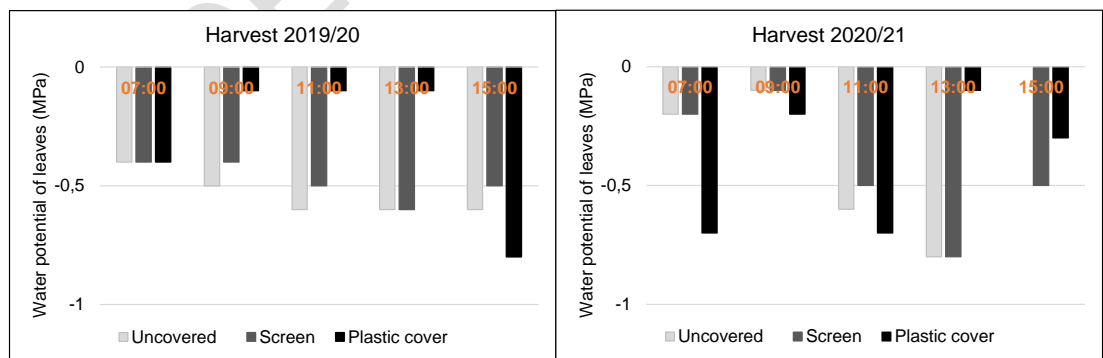 Harvest 2019/20
Water potential of leaves (MPa)
0
-0,5
-1
07:00 09:00 11:00 13:00 15:00
Uncovered Screen Plastic cover
Harvest 2020/21
Water potential of leaves (MPa)
0
-0,5
-1
07:00 09:00 11:00 13:00 15:00
Uncovered Screen Plastic cover